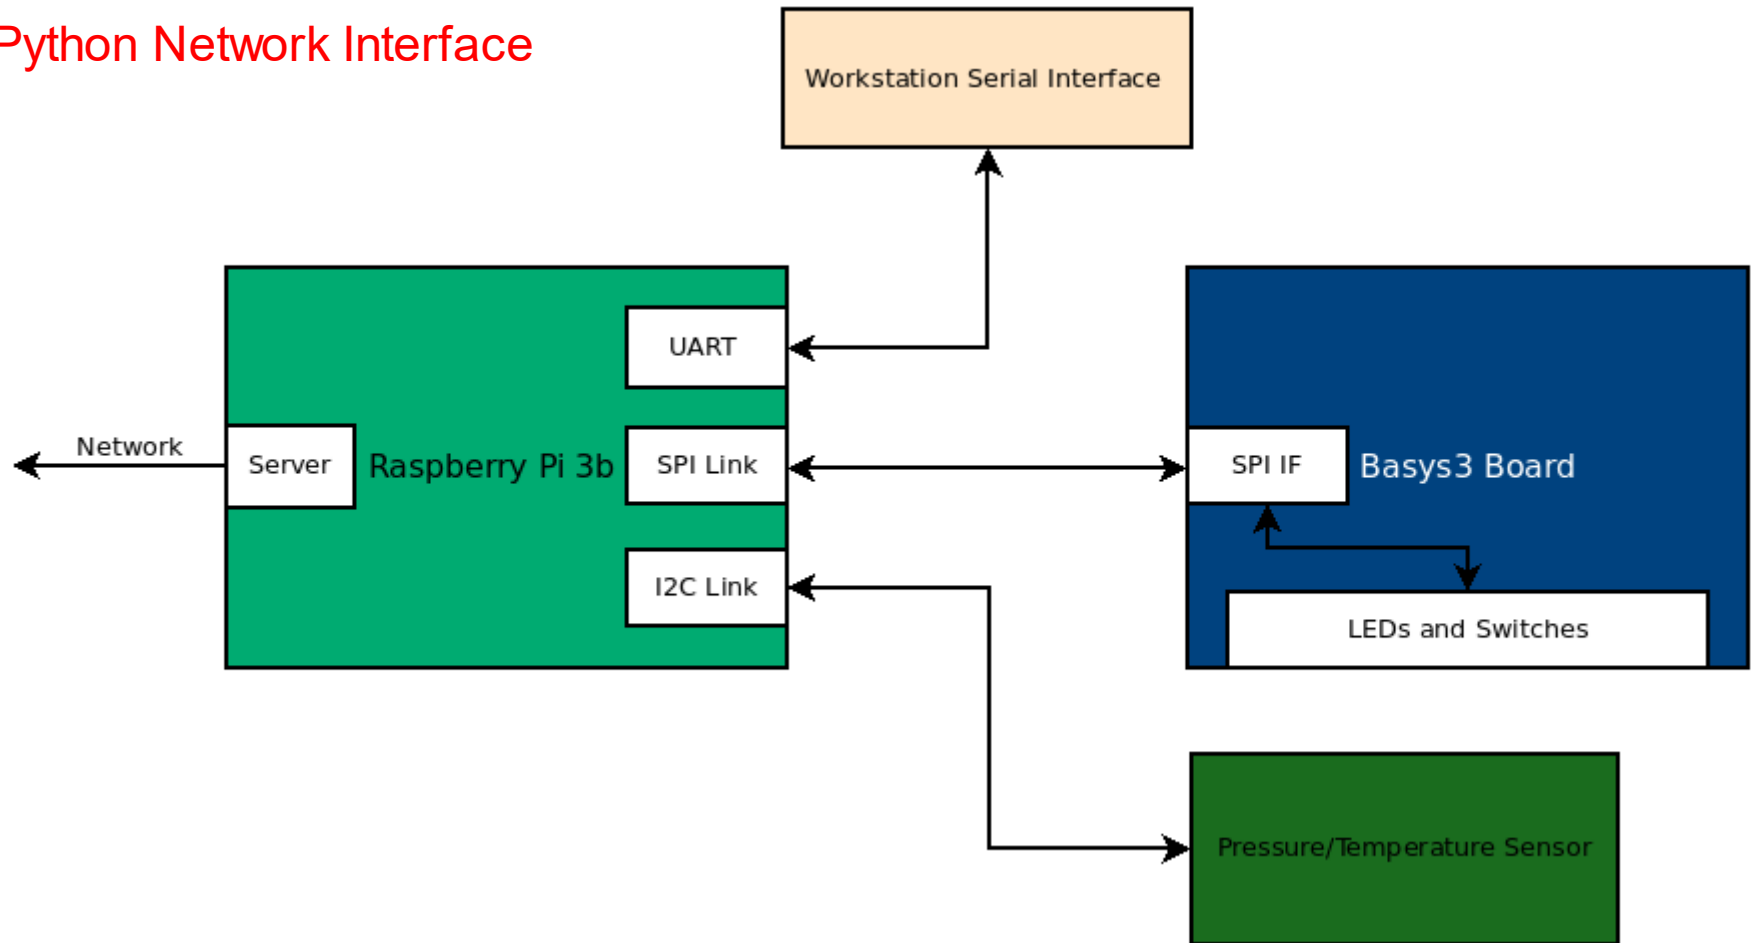 Python Network Interface
Workstation Serial Interface
UART
Network
Server
Raspberry Pi 3b
SPI Link
SPI IF
Basys3 Board
I2C Link
LEDs and Switches
Pressure/Temperature Sensor